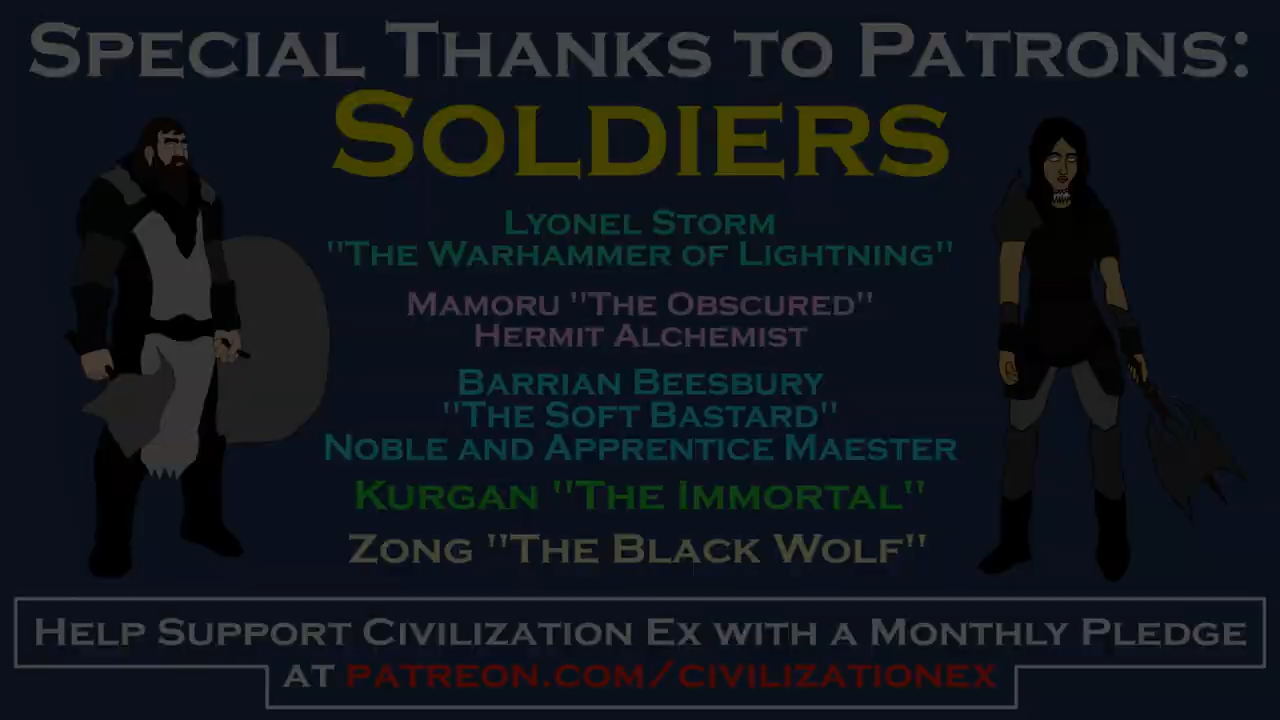 Special Thanks to Patrons:
Soldiers
Lyonel Storm
"The Warhammer of Lightning"
Mamoru "The Obscured"
Hermit Alchemist
Barrian Beesbury
"The Soft Bastard"
Noble and Apprentice Maester
Kurgan "The Immortal"
Zong "The Black Wolf"
Help Support Civilization Ex with a Monthly Pledge
at patreon.com/civilizationex